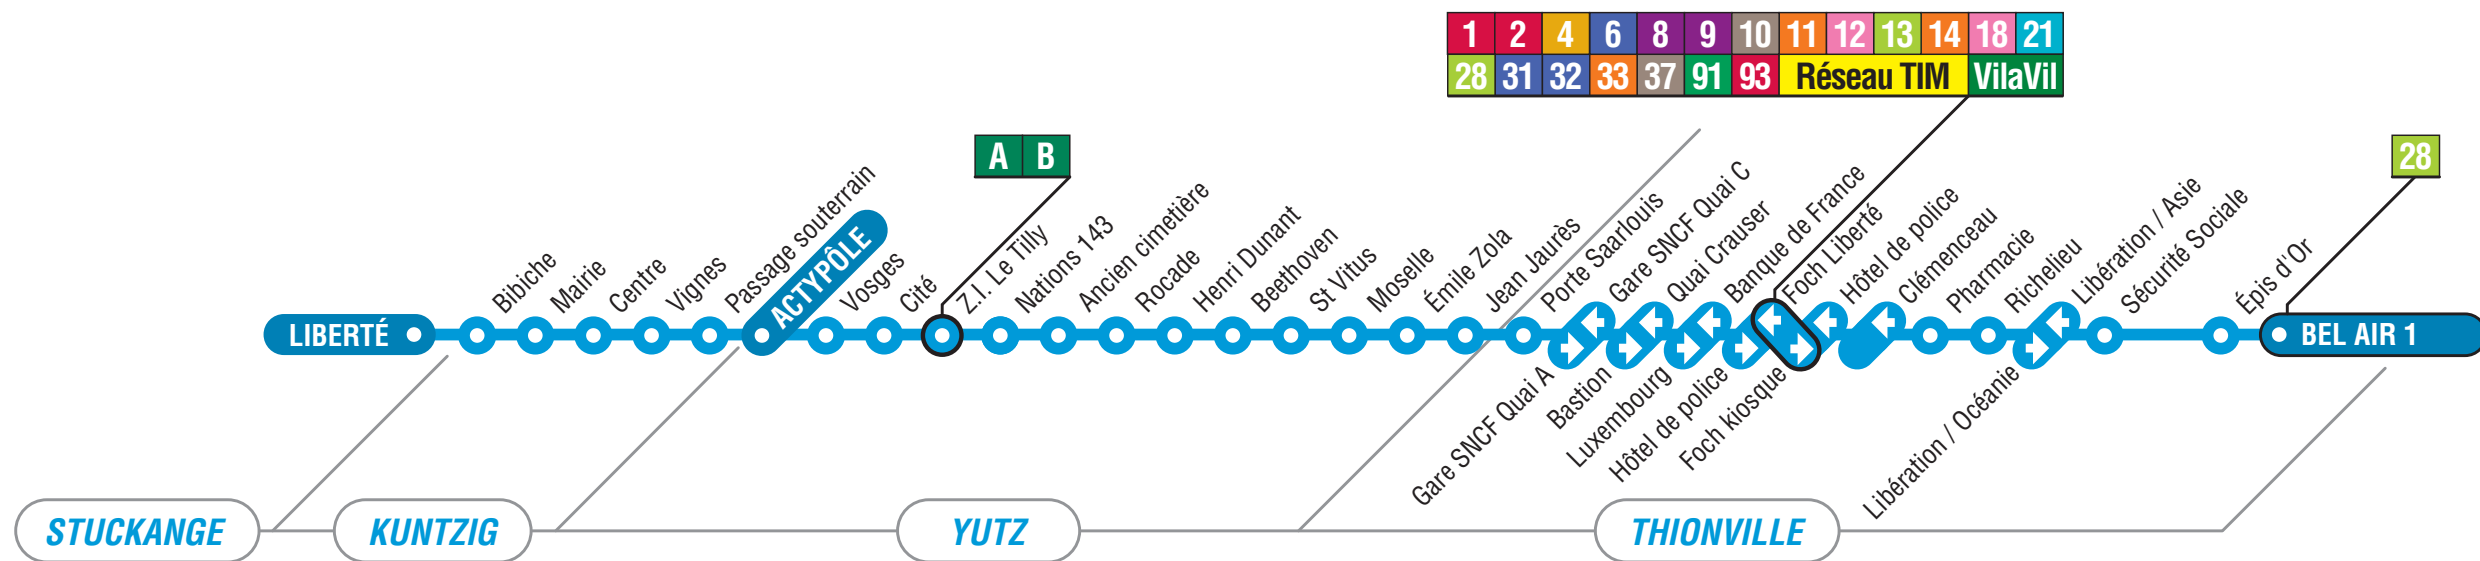 1 2 4 6 8 9 10 11 12 13 14 18 21
28 31 32 33 37 91 93 Réseau TIM VilaVil
A B
28
LIBERTÉ
Bibiche
Mairie
Centre
Vignes
Passage souterrain
ACTYPÔLE
Vosges
Cité
Z.I. Le Tilly
Nations 143
Ancien cimetière
Rocade
Henri Dunant
Beethoven
St Vitus
Moselle
Émile Zola
Jean Jaurès
Porte Saarlouis
Gare SNCF Quai C
Quai Crauser
Banque de France
Foch Liberté
Hôtel de police
Clémenceau
Pharmacie
Richelieu
Libération / Asie
Sécurité Sociale
Épis d'Or
BEL AIR 1
Gare SNCF Quai A
Bastion
Luxembourg
Hôtel de police
Foch kiosque
Libération / Océanie
STUCKANGE
KUNTZIG
YUTZ
THIONVILLE